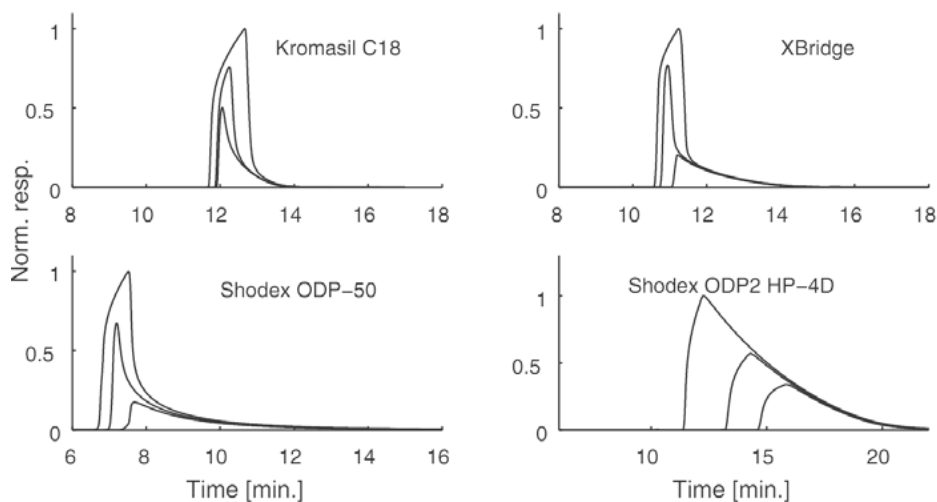 Norm. resp.
Kromasil C18
1
0.5
0
8 10 12 14 16 18
XBridge
1
0.5
0
8 10 12 14 16 18
Shodex ODP-50
1
0.5
0
6 8 10 12 14 16
Time [min.]
Shodex ODP2 HP-4D
1
0.5
0
10 15 20
Time [min.]